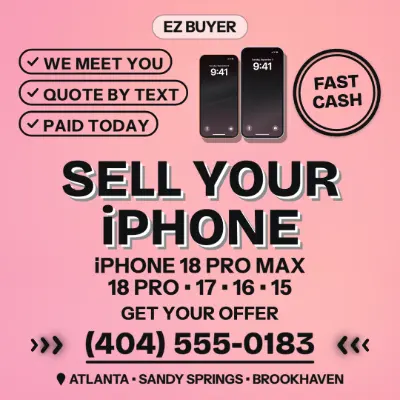 EZ BUYER
WE MEET YOU
QUOTE BY TEXT
PAID TODAY
9:41
9:41
FAST
CASH
SELL YOUR
iPHONE
iPHONE 18 PRO MAX
18 PRO ▪ 17 ▪ 16 ▪ 15
GET YOUR OFFER
(404) 555-0183
ATLANTA ▪ SANDY SPRINGS ▪ BROOKHAVEN